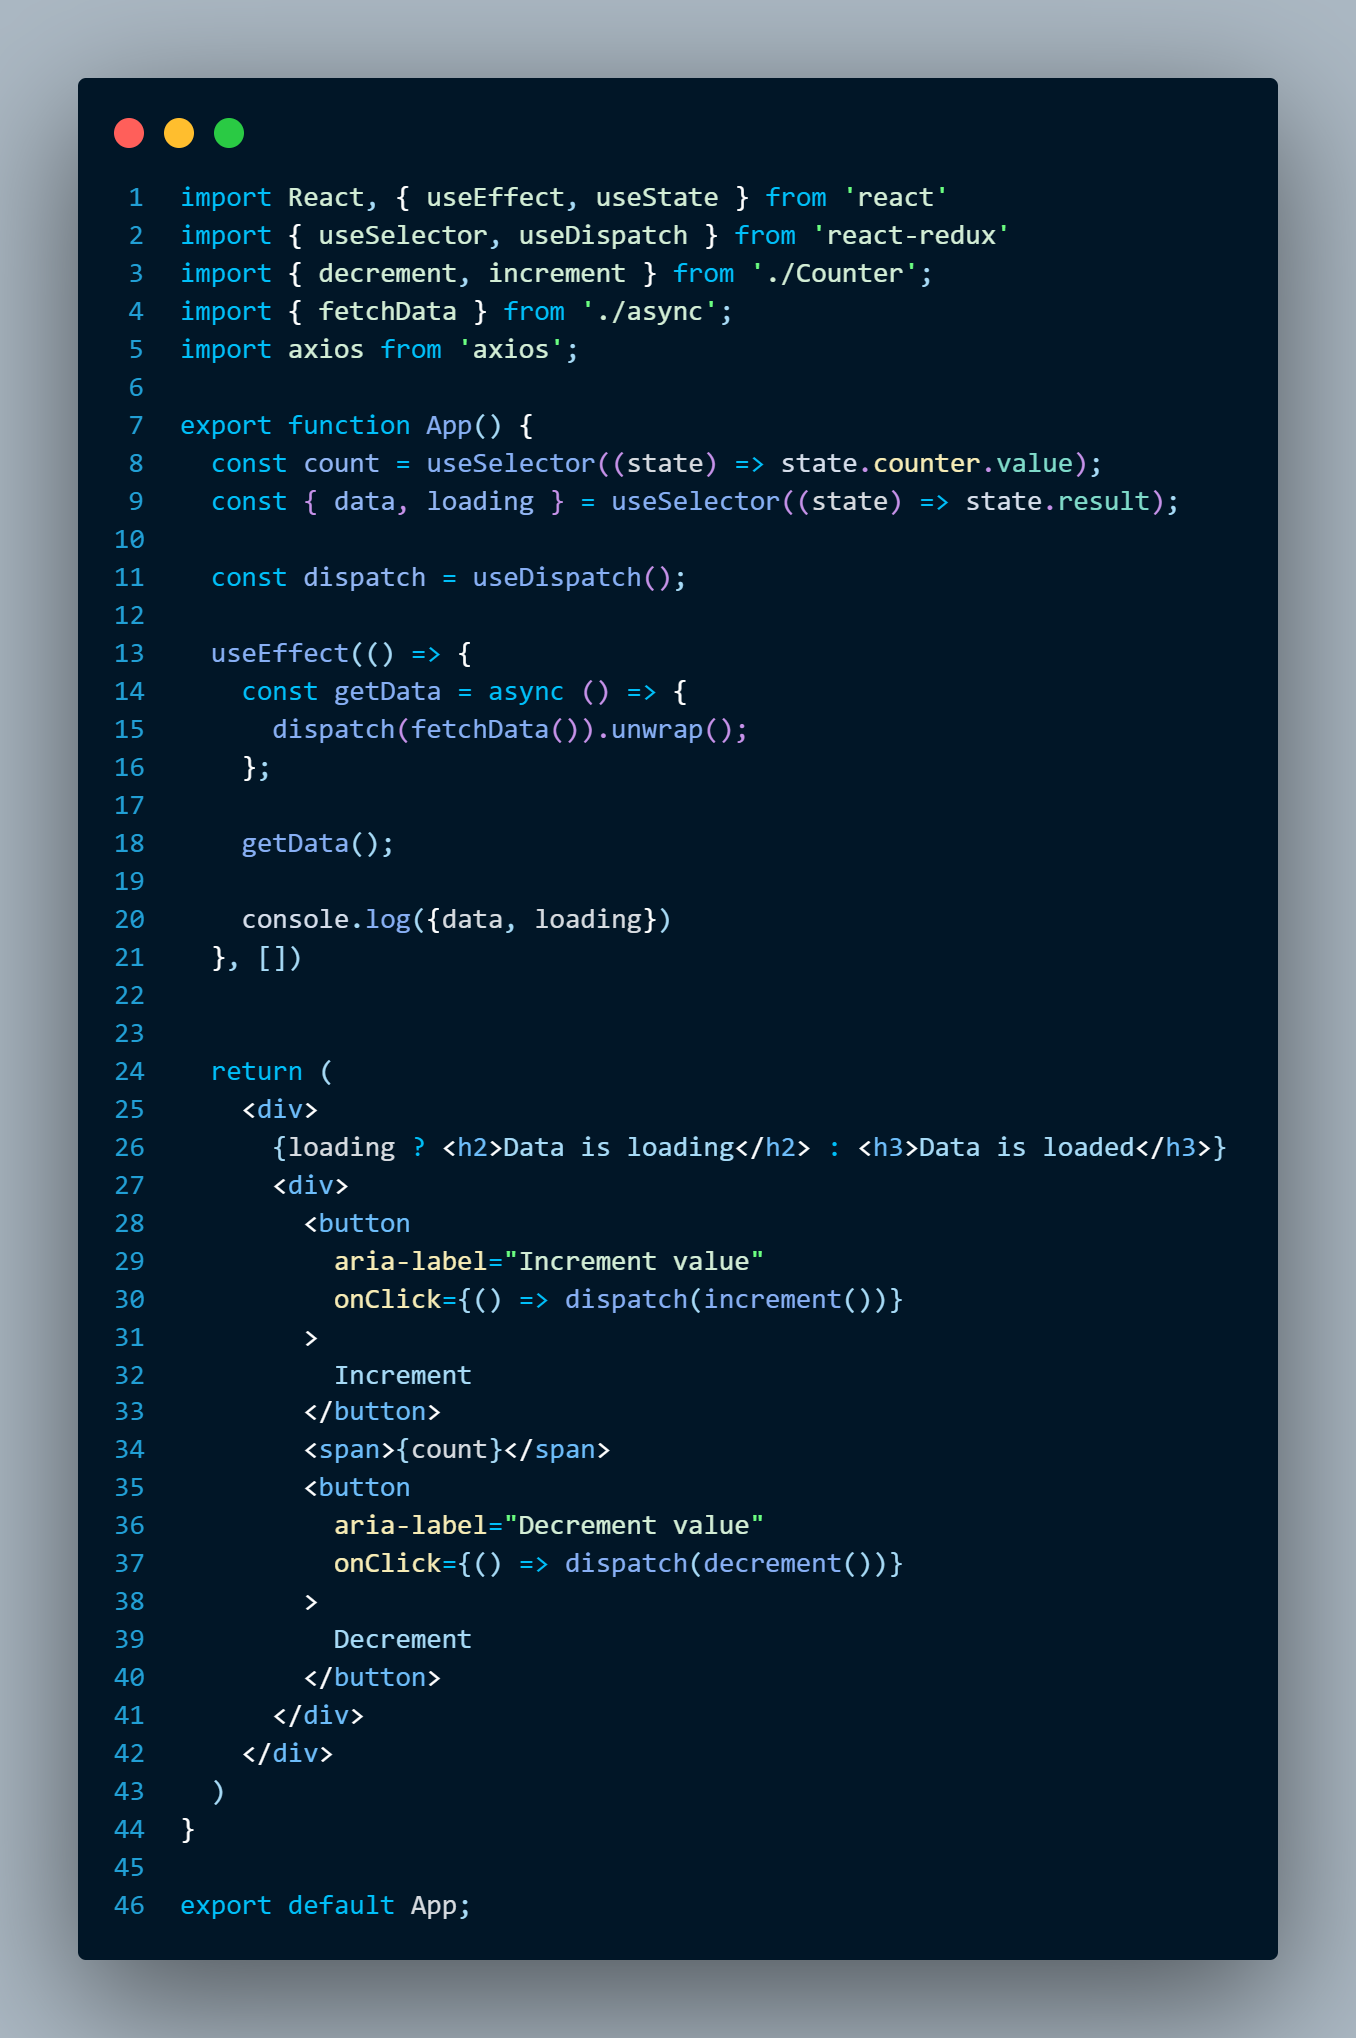 1 import React, { useEffect, useState } from 'react'
2 import { useSelector, useDispatch } from 'react-redux'
3 import { decrement, increment } from './Counter';
4 import { fetchData } from './async';
5 import axios from 'axios';
6
7 export function App() {
8   const count = useSelector((state) => state.counter.value);
9   const { data, loading } = useSelector((state) => state.result);
10
11   const dispatch = useDispatch();
12
13   useEffect(() => {
14     const getData = async () => {
15       dispatch(fetchData()).unwrap();
16     };
17
18     getData();
19
20     console.log({data, loading})
21   }, [])
22
23
24   return (
25     <div>
26       {loading ? <h2>Data is loading</h2> : <h3>Data is loaded</h3>}
27       <div>
28         <button
29           aria-label="Increment value"
30           onClick={() => dispatch(increment())}
31         >
32           Increment
33         </button>
34         <span>{count}</span>
35         <button
36           aria-label="Decrement value"
37           onClick={() => dispatch(decrement())}
38         >
39           Decrement
40         </button>
41       </div>
42     </div>
43   )
44 }
45
46 export default App;